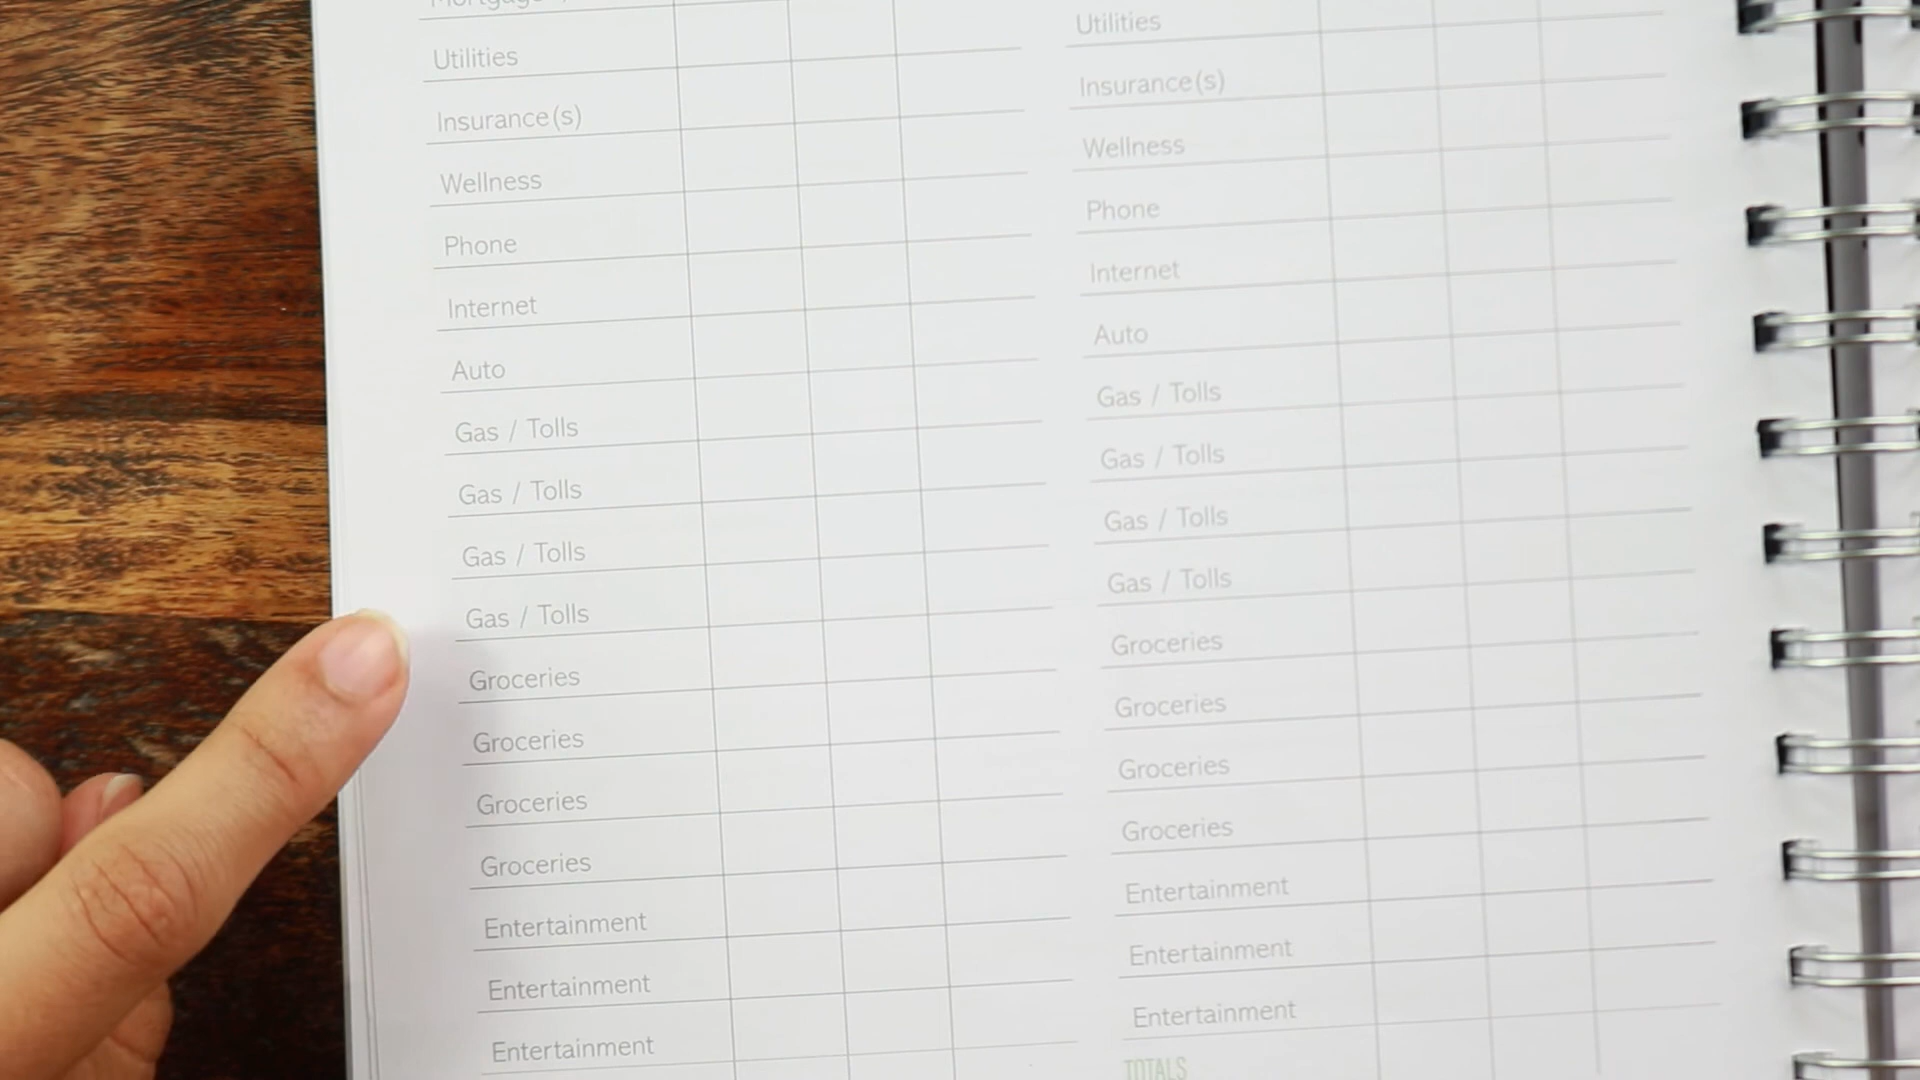 Mortgage
Utilities
Insurance(s)
Wellness
Phone
Internet
Auto
Gas / Tolls
Gas / Tolls
Gas / Tolls
Gas / Tolls
Groceries
Groceries
Groceries
Groceries
Entertainment
Entertainment
Entertainment
Utilities
Insurance(s)
Wellness
Phone
Internet
Auto
Gas / Tolls
Gas / Tolls
Gas / Tolls
Gas / Tolls
Groceries
Groceries
Groceries
Groceries
Entertainment
Entertainment
Entertainment
TOTALS